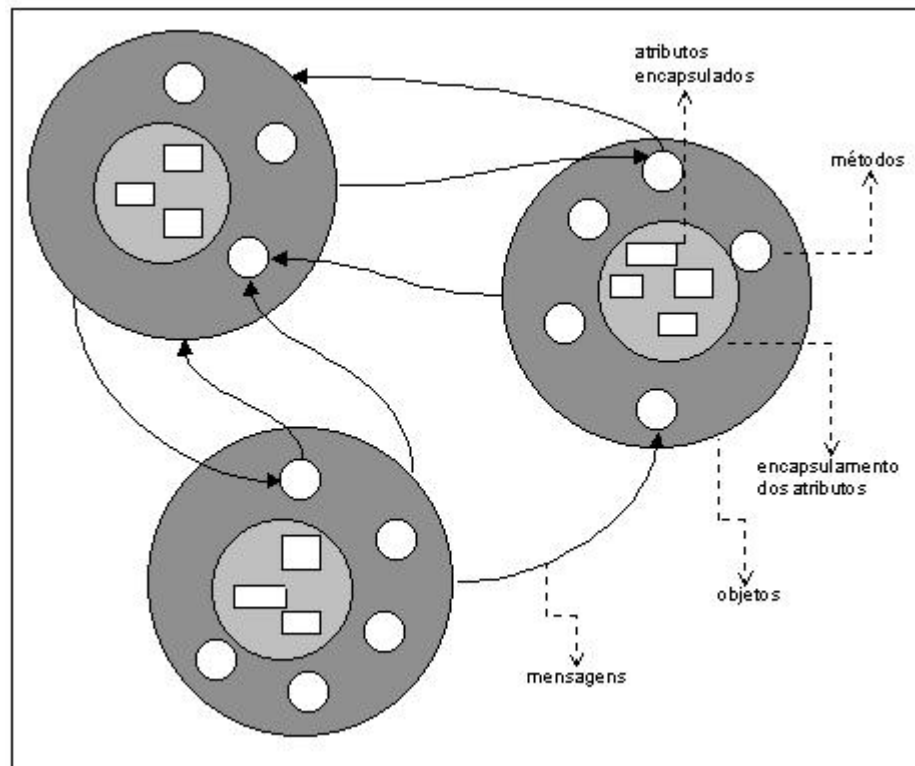 atributos
encapsulados
métodos
encapsulamento
dos atributos
objetos
mensagens